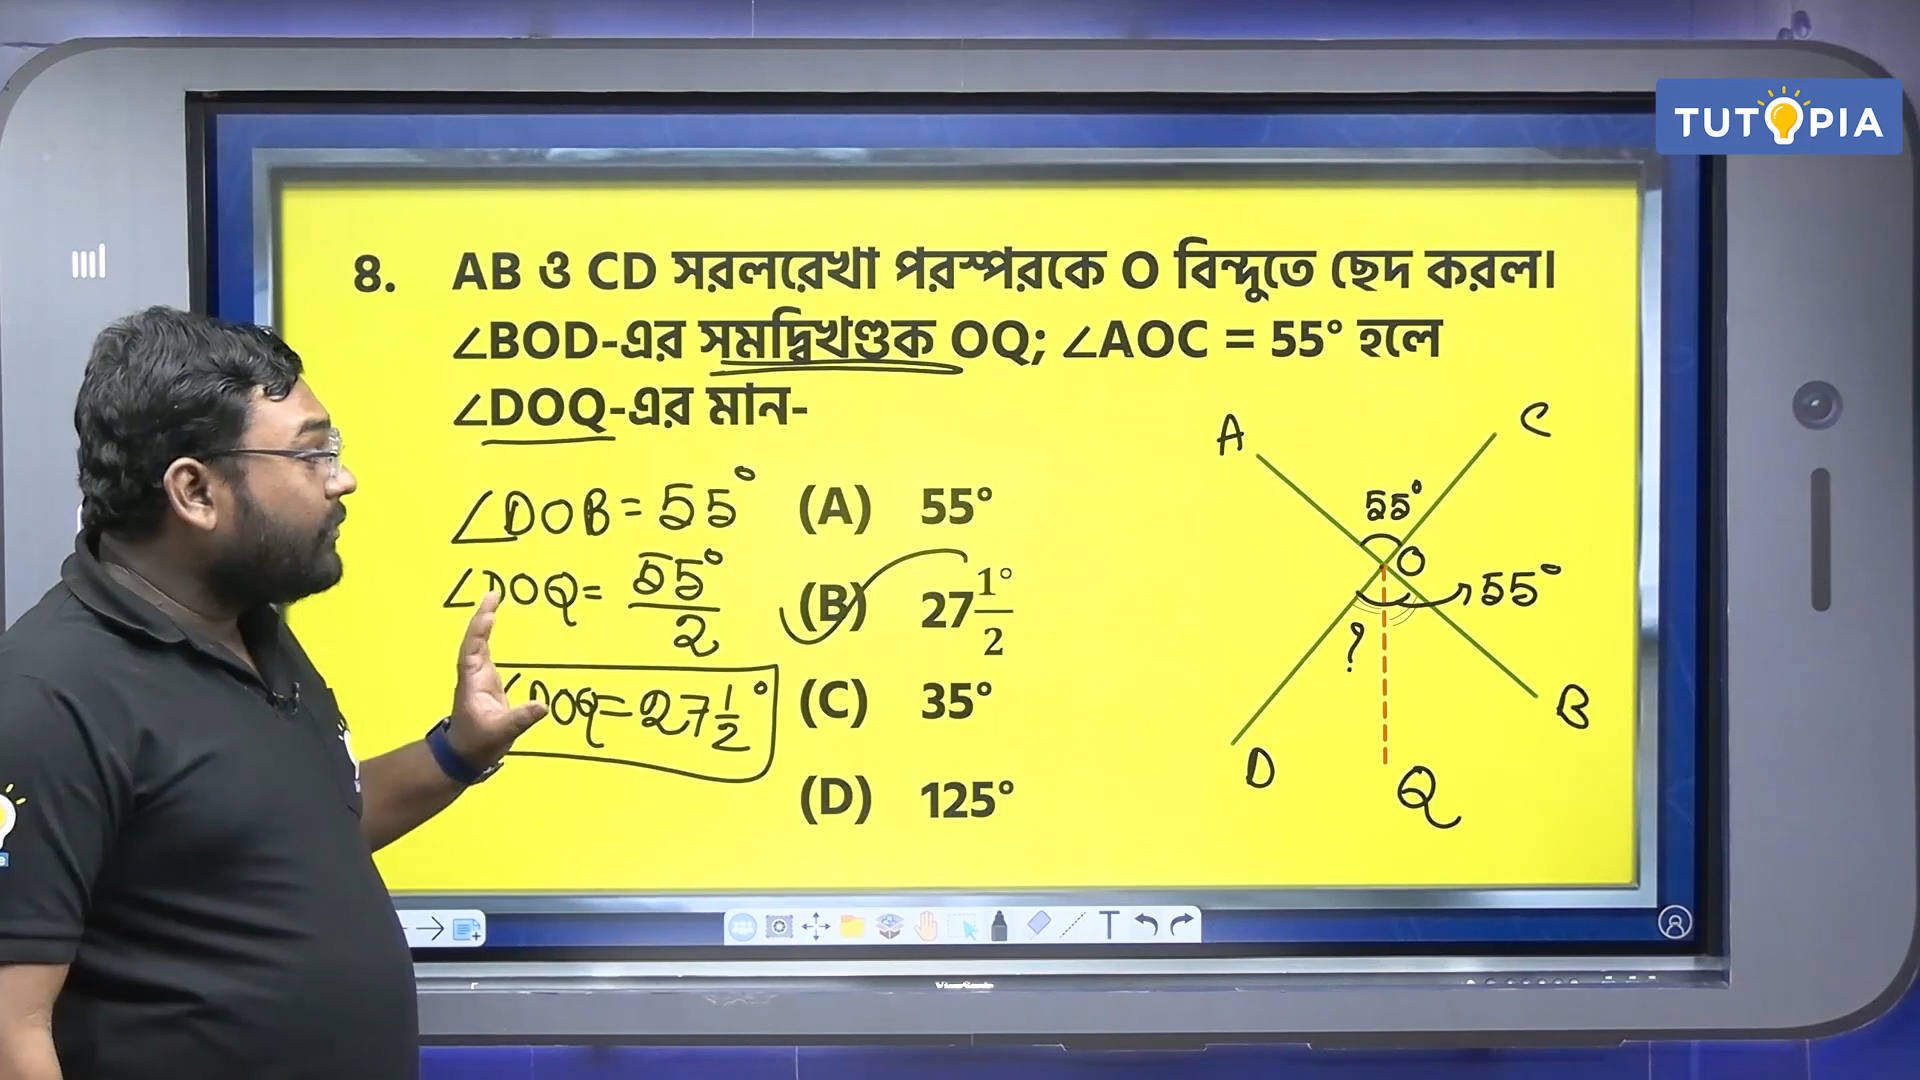 TUTOPIA
8. AB ও CD সরলরেখা পরস্পরকে O বিন্দুতে ছেদ করল।
∠BOD-এর সমদ্বিখণ্ডক OQ; ∠AOC = 55° হলে
∠DOQ-এর মান-
∠DOB = 55°
∠DOQ = 55°/2
∠DOQ = 27 1/2°
(A) 55°
(B) 27 1/2°
(C) 35°
(D) 125°
A
C
55°
O
55°
?
B
D
Q
T
ViewSonic